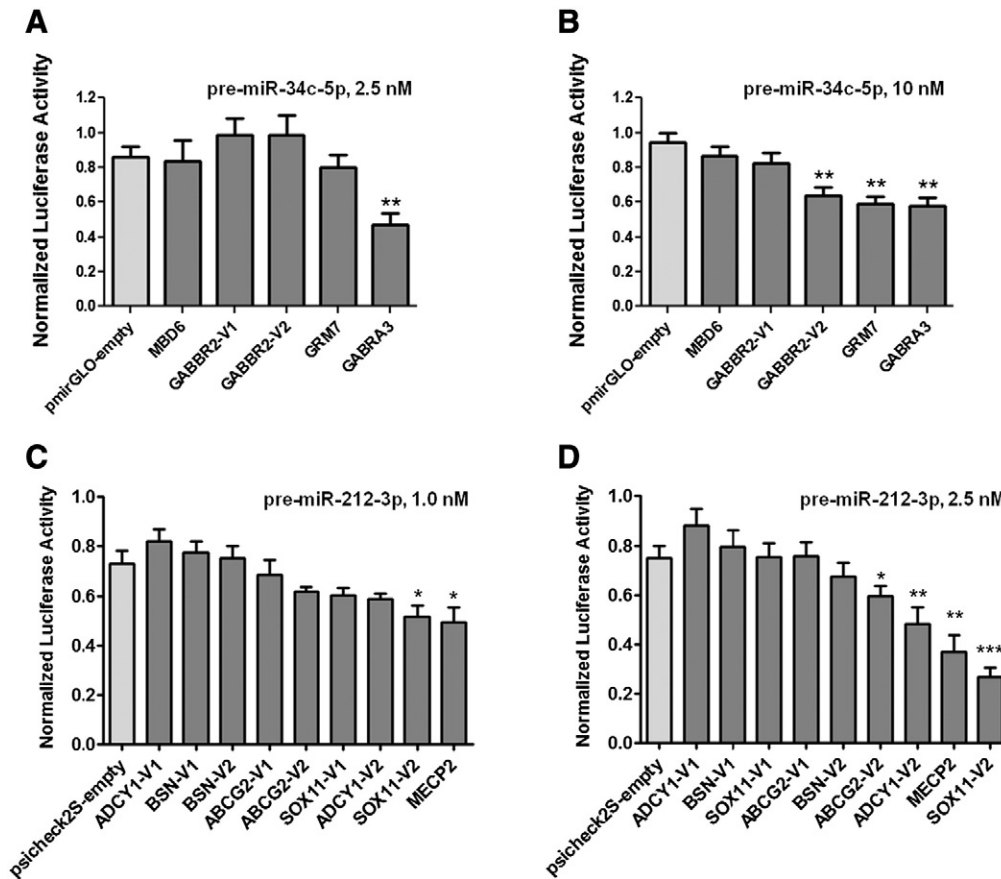 A
pre-miR-34c-5p, 2.5 nM
Normalized Luciferase Activity
1.2
1.0
0.8
0.6
0.4
0.2
0.0
**
pmirGLO-empty
MBD6
GABBR2-V1
GABBR2-V2
GRM7
GABRA3
B
pre-miR-34c-5p, 10 nM
Normalized Luciferase Activity
1.2
1.0
0.8
0.6
0.4
0.2
0.0
**
**
**
pmirGLO-empty
MBD6
GABBR2-V1
GABBR2-V2
GRM7
GABRA3
C
pre-miR-212-3p, 1.0 nM
Normalized Luciferase Activity
1.0
0.8
0.6
0.4
0.2
0.0
*
*
psicheck2S-empty
ADCY1-V1
BSN-V1
BSN-V2
ABCG2-V1
ABCG2-V2
SOX11-V1
ADCY1-V2
SOX11-V2
MECP2
D
pre-miR-212-3p, 2.5 nM
Normalized Luciferase Activity
1.0
0.8
0.6
0.4
0.2
0.0
*
**
**
***
psicheck2S-empty
ADCY1-V1
BSN-V1
SOX11-V1
ABCG2-V1
BSN-V2
ABCG2-V2
ADCY1-V2
MECP2
SOX11-V2